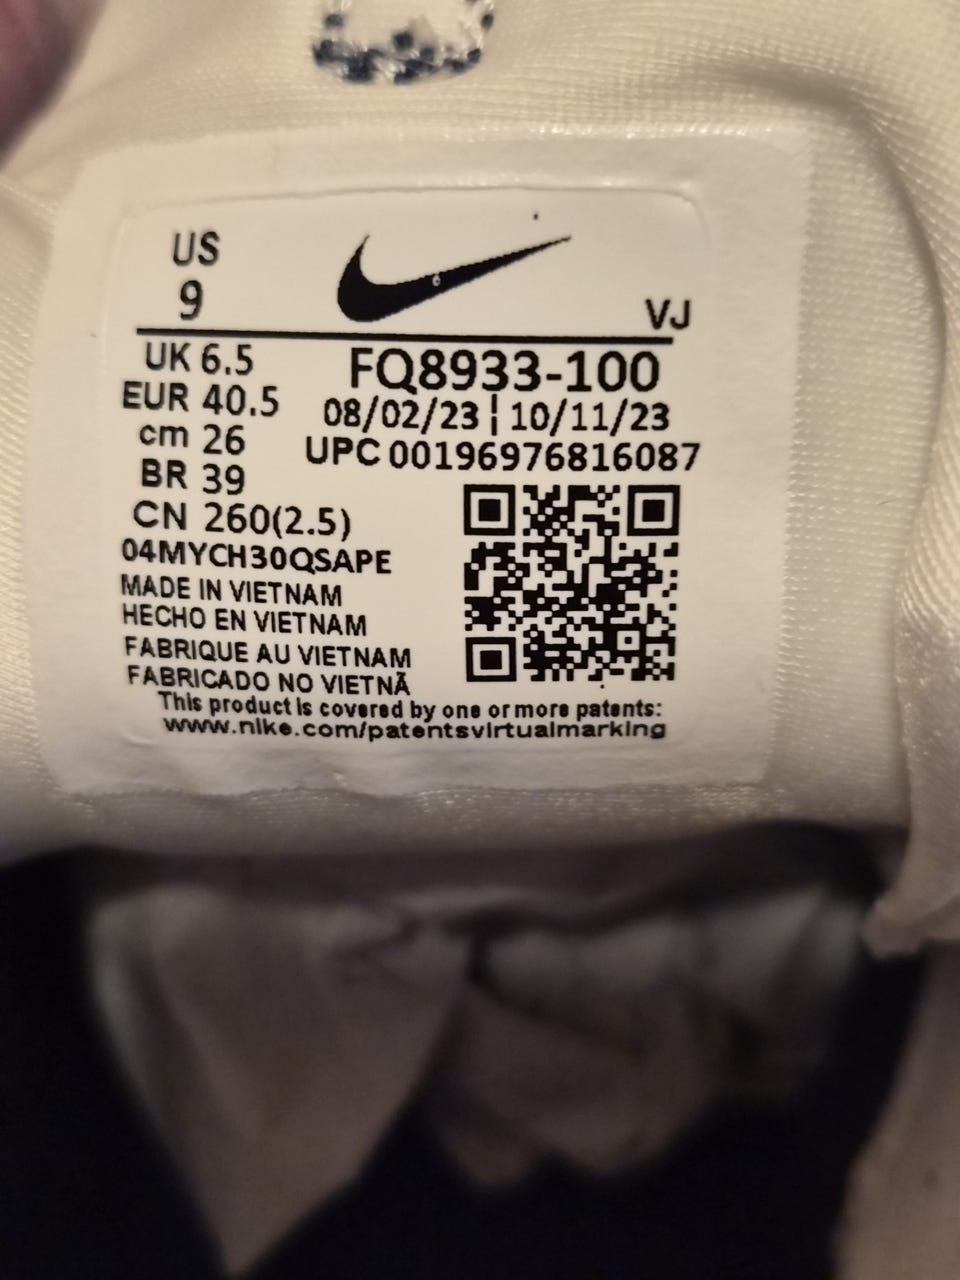 US
9
VJ
UK 6.5
FQ8933-100
EUR 40.5
08/02/23 | 10/11/23
cm 26
UPC 00196976816087
BR 39
CN 260(2.5)
04MYCH30QSAPE
MADE IN VIETNAM
HECHO EN VIETNAM
FABRIQUE AU VIETNAM
FABRICADO NO VIETNÃ
This product is covered by one or more patents:
www.nike.com/patentsvirtualmarking